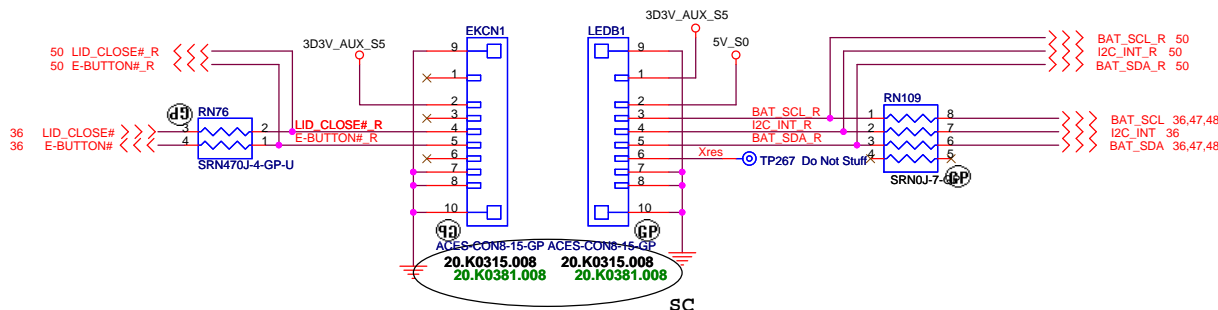 3D3V_AUX_S5
EKCN1
LEDB1
3D3V_AUX_S5
5V_S0
50 LID_CLOSE#_R
50 E-BUTTON#_R
BAT_SCL_R 50
I2C_INT_R 50
BAT_SDA_R 50
9
1
2
3
4
5
6
7
8
10
9
1
2
3
4
5
6
7
8
10
GP
RN76
36 LID_CLOSE#
36 E-BUTTON#
3 2
4 1
LID_CLOSE#_R
E-BUTTON#_R
SRN470J-4-GP-U
BAT_SCL_R
I2C_INT_R
BAT_SDA_R
Xres
TP267 Do Not Stuff
RN109
1 8
2 7
3 6
4 5
BAT_SCL 36,47,48
I2C_INT 36
BAT_SDA 36,47,48
SRN0J-7-GP
GP
GP
GP
ACES-CON8-15-GP ACES-CON8-15-GP
20.K0315.008 20.K0315.008
20.K0381.008 20.K0381.008
SC